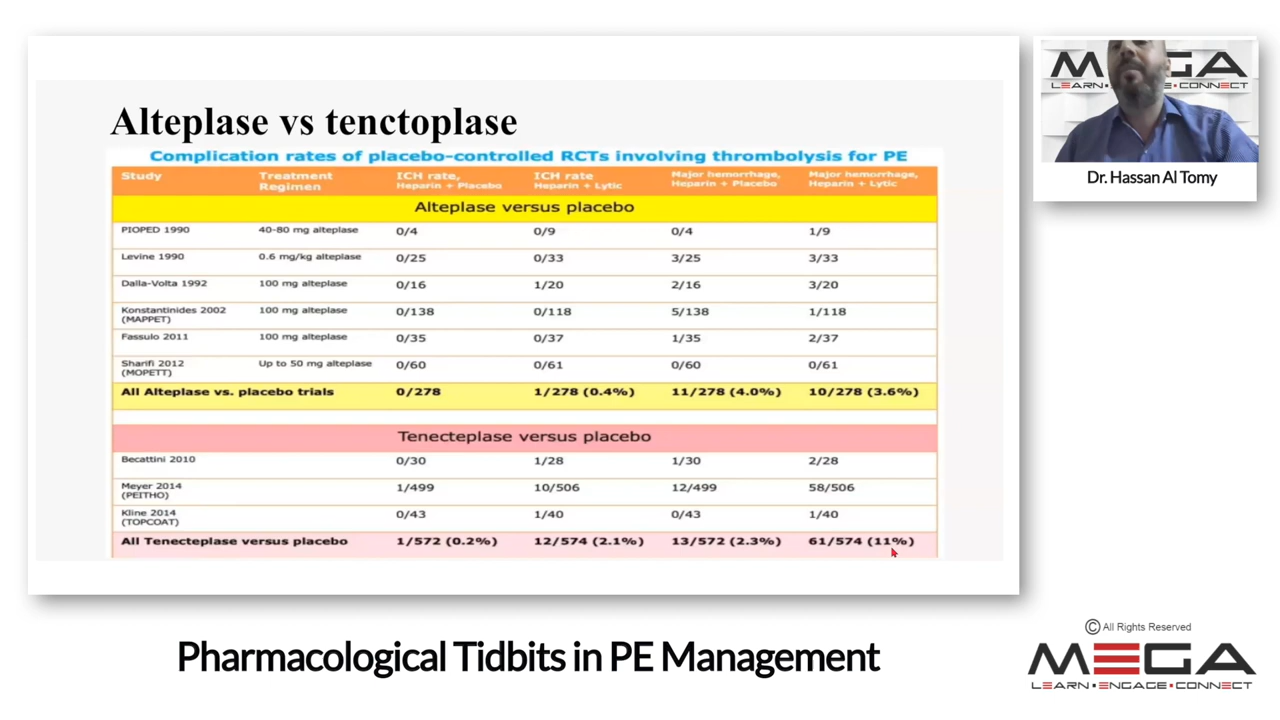 Alteplase vs tenctoplase
Complication rates of placebo-controlled RCTs involving thrombolysis for PE
Study Treatment Regimen ICH rate, Heparin + Placebo ICH rate Heparin + Lytic Major hemorrhage, Heparin + Placebo Major hemorrhage, Heparin + Lytic
Alteplase versus placebo
PIOPED 1990 40-80 mg alteplase 0/4 0/9 0/4 1/9
Levine 1990 0.6 mg/kg alteplase 0/25 0/33 3/25 3/33
Dalla-Volta 1992 100 mg alteplase 0/16 1/20 2/16 3/20
Konstantinides 2002 (MAPPET) 100 mg alteplase 0/138 0/118 5/138 1/118
Fassulo 2011 100 mg alteplase 0/35 0/37 1/35 2/37
Sharifi 2012 (MOPETT) Up to 50 mg alteplase 0/60 0/61 0/60 0/61
All Alteplase vs. placebo trials 0/278 1/278 (0.4%) 11/278 (4.0%) 10/278 (3.6%)
Tenecteplase versus placebo
Becattini 2010 0/30 1/28 1/30 2/28
Meyer 2014 (PEITHO) 1/499 10/506 12/499 58/506
Kline 2014 (TOPCOAT) 0/43 1/40 0/43 1/40
All Tenecteplase versus placebo 1/572 (0.2%) 12/574 (2.1%) 13/572 (2.3%) 61/574 (11%)
Dr. Hassan Al Tomy
Pharmacological Tidbits in PE Management
© All Rights Reserved
MEGA
LEARN•ENGAGE•CONNECT